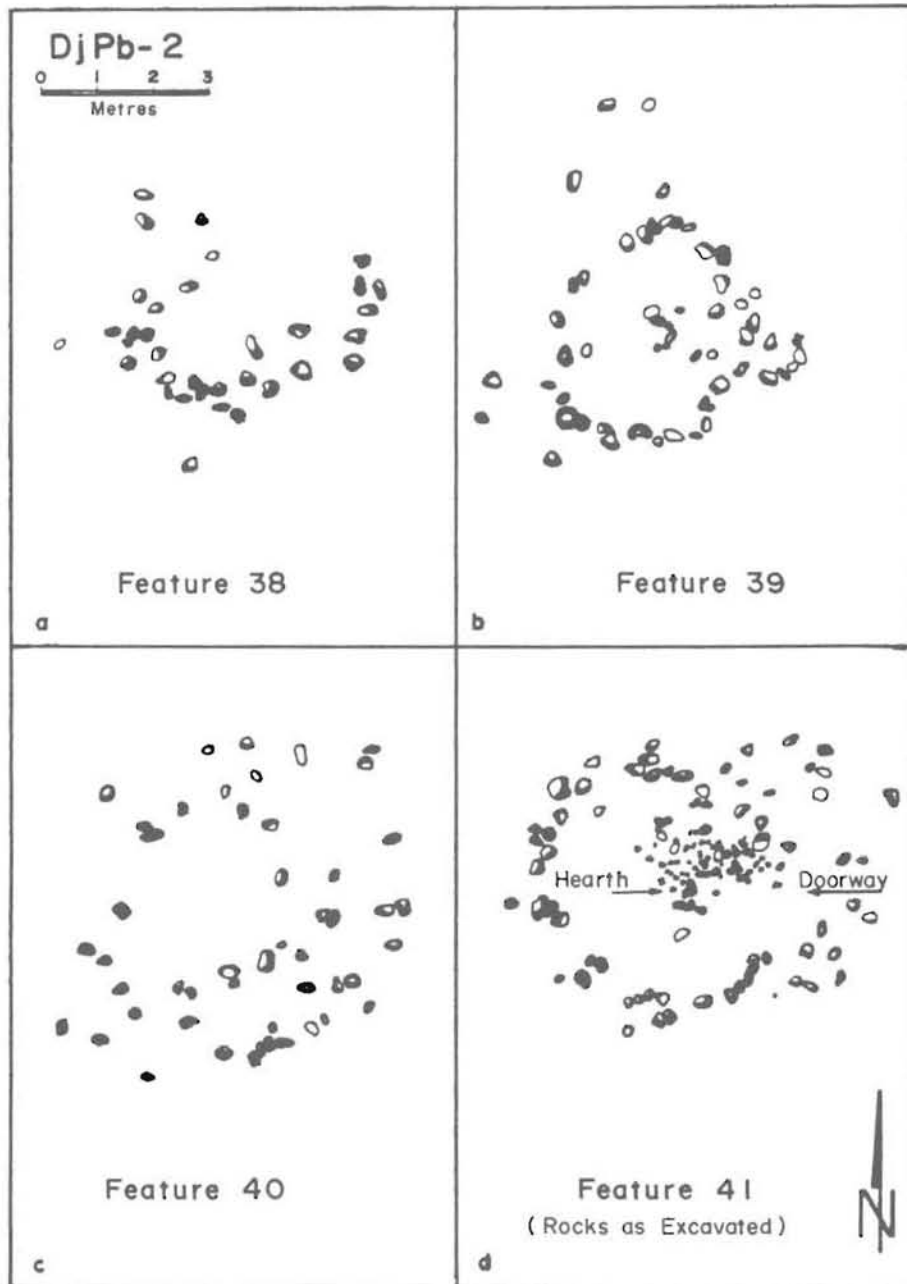 DjPb-2
0 1 2 3
Metres
Feature 38
a
Feature 39
b
Feature 40
c
Hearth
Doorway
Feature 41
(Rocks as Excavated)
d
N